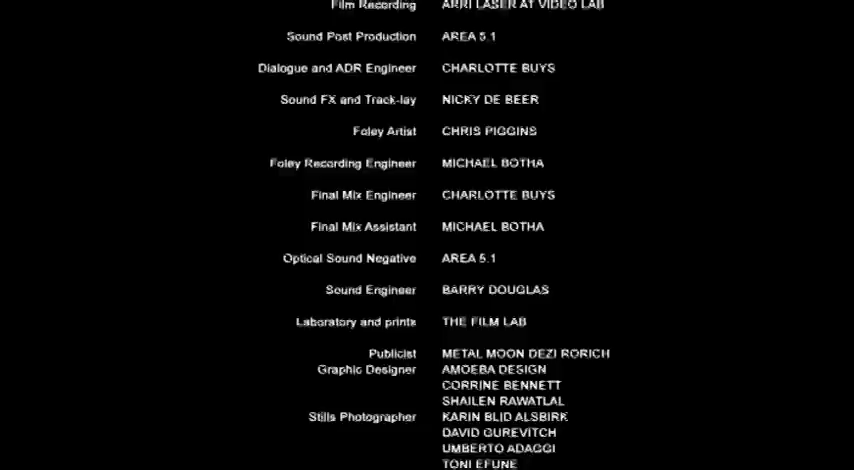 Film Recording ARRI LASER AT VIDEO LAB
Sound Post Production AREA 5.1
Dialogue and ADR Engineer CHARLOTTE BUYS
Sound FX and Track-lay NICKY DE BEER
Foley Artist CHRIS PIGGINS
Foley Recording Engineer MICHAEL BOTHA
Final Mix Engineer CHARLOTTE BUYS
Final Mix Assistant MICHAEL BOTHA
Optical Sound Negative AREA 5.1
Sound Engineer BARRY DOUGLAS
Laboratory and prints THE FILM LAB
Publicist METAL MOON DEZI RORICH
Graphic Designer AMOEBA DESIGN
CORRINE BENNETT
SHAILEN RAWATLAL
Stills Photographer KARIN BLID ALSBIRK
DAVID GUREVITCH
UMBERTO ADAGGI
TONI EFUNE